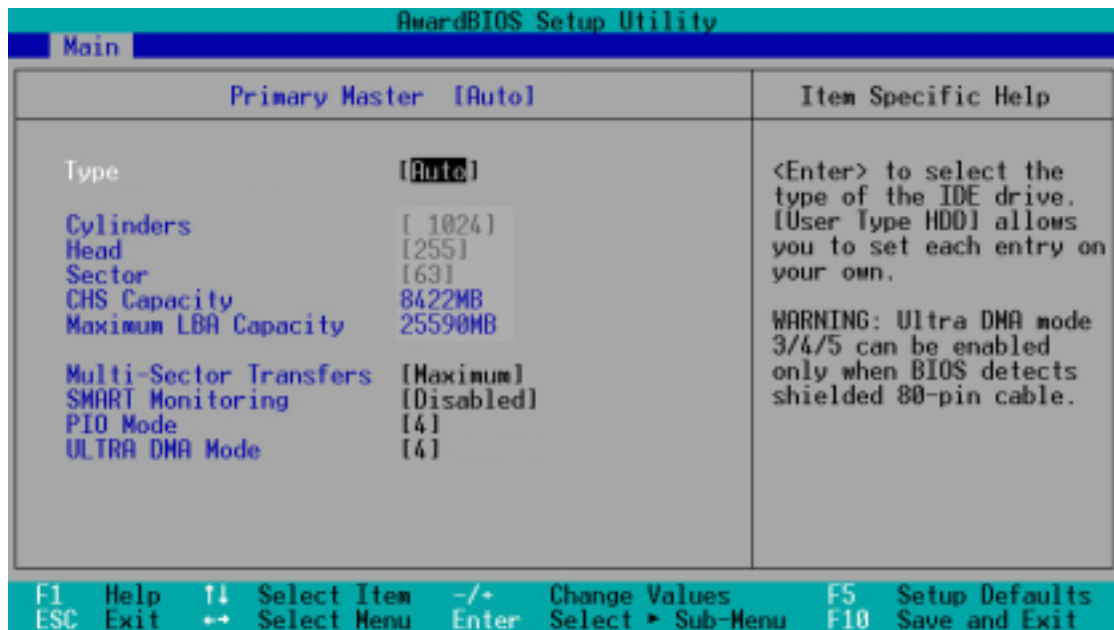 AwardBIOS Setup Utility
Main
Primary Master [Auto]
Item Specific Help
Type [Auto]
Cylinders [ 1024]
Head [255]
Sector [63]
CHS Capacity 8422MB
Maximum LBA Capacity 25590MB
Multi-Sector Transfers [Maximum]
SMART Monitoring [Disabled]
PIO Mode [4]
ULTRA DMA Mode [4]
<Enter> to select the
type of the IDE drive.
[User Type HDD] allows
you to set each entry on
your own.
WARNING: Ultra DMA mode
3/4/5 can be enabled
only when BIOS detects
shielded 80-pin cable.
F1 Help ↑↓ Select Item -/+ Change Values F5 Setup Defaults
ESC Exit ←→ Select Menu Enter Select ► Sub-Menu F10 Save and Exit